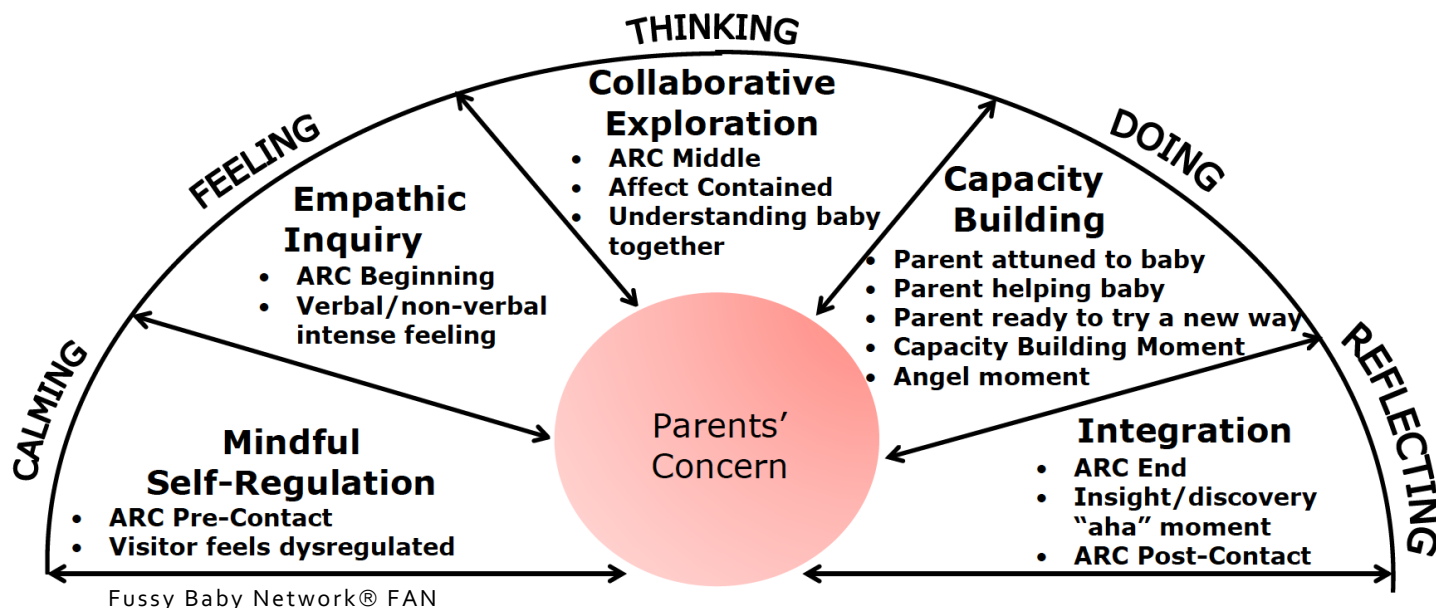 THINKING
FEELING
DOING
CALMING
REFLECTING
Mindful
Self-Regulation
• ARC Pre-Contact
• Visitor feels dysregulated
Empathic
Inquiry
• ARC Beginning
• Verbal/non-verbal
intense feeling
Collaborative
Exploration
• ARC Middle
• Affect Contained
• Understanding baby
together
Capacity
Building
• Parent attuned to baby
• Parent helping baby
• Parent ready to try a new way
• Capacity Building Moment
• Angel moment
Integration
• ARC End
• Insight/discovery
“aha” moment
• ARC Post-Contact
Parents’
Concern
Fussy Baby Network® FAN